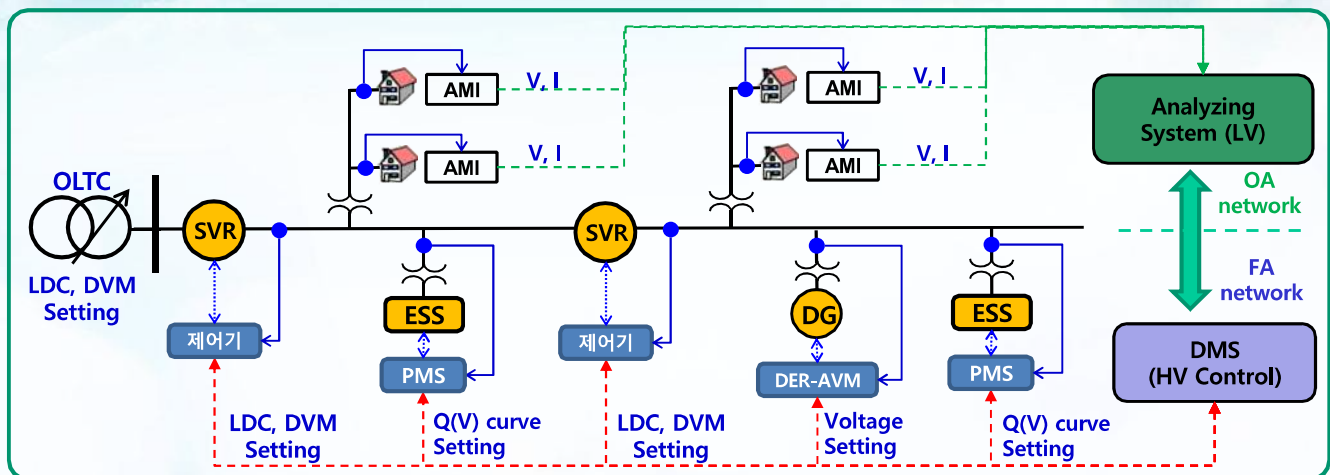 AMI
V, I
AMI
V, I
AMI
V, I
AMI
V, I
Analyzing
System (LV)
OA
network
FA
network
DMS
(HV Control)
OLTC
LDC, DVM
Setting
SVR
제어기
LDC, DVM
Setting
ESS
PMS
Q(V) curve
Setting
SVR
제어기
LDC, DVM
Setting
DG
DER-AVM
Voltage
Setting
ESS
PMS
Q(V) curve
Setting